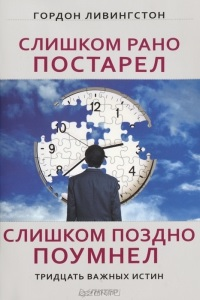 ГОРДОН ЛИВИНГСТОН
СЛИШКОМ РАНО
ПОСТАРЕЛ
СЛИШКОМ ПОЗДНО
ПОУМНЕЛ
ТРИДЦАТЬ ВАЖНЫХ ИСТИН